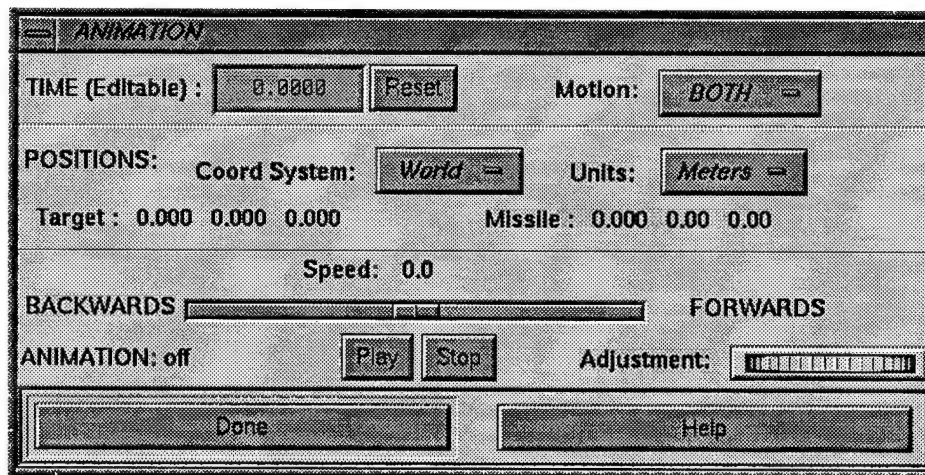 ANIMATION
TIME (Editable) : 0.0000 Reset Motion: BOTH
POSITIONS: Coord System: World Units: Meters
Target : 0.000 0.000 0.000 Missile : 0.000 0.00 0.00
Speed: 0.0
BACKWARDS FORWARDS
ANIMATION: off Play Stop Adjustment:
Done Help